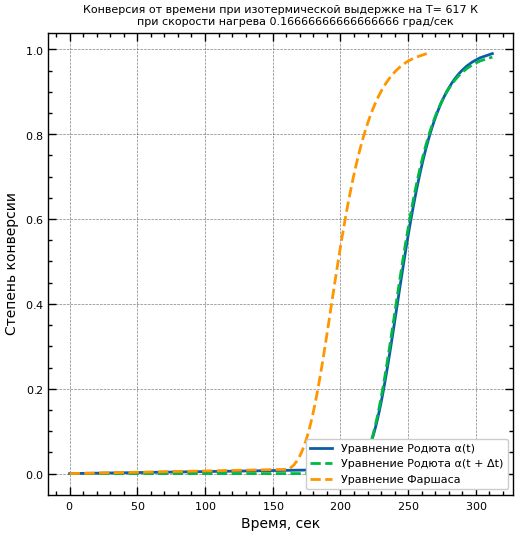 Конверсия от времени при изотермической выдержке на T= 617 K
при скорости нагрева 0.16666666666666666 град/сек
Степень конверсии
1.0
0.8
0.6
0.4
0.2
0.0
0 50 100 150 200 250 300
Время, сек
Уравнение Родюта α(t)
Уравнение Родюта α(t + Δt)
Уравнение Фаршаса